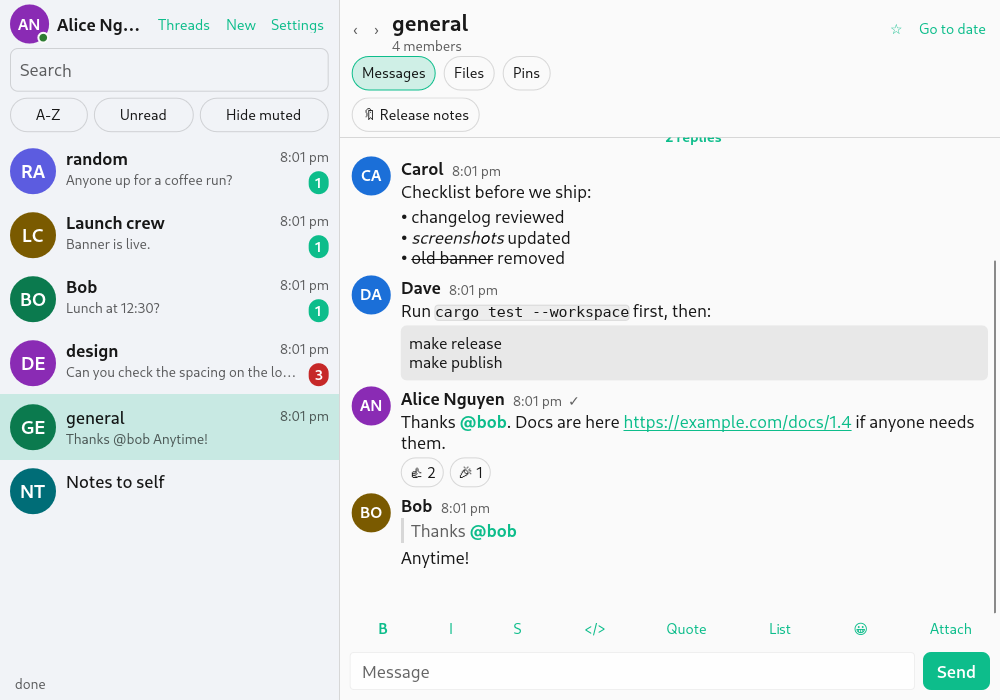 AN Alice Ng... Threads New Settings
Search
A-Z Unread Hide muted
RA random 8:01 pm
Anyone up for a coffee run? 1
LC Launch crew 8:01 pm
Banner is live. 1
BO Bob 8:01 pm
Lunch at 12:30? 1
DE design 8:01 pm
Can you check the spacing on the lo... 3
GE general 8:01 pm
Thanks @bob Anytime!
NT Notes to self
done
‹ › general ☆ Go to date
4 members
Messages Files Pins
Release notes
2 replies
CA Carol 8:01 pm
Checklist before we ship:
• changelog reviewed
• screenshots updated
• old banner removed
DA Dave 8:01 pm
Run cargo test --workspace first, then:
make release
make publish
AN Alice Nguyen 8:01 pm ✓
Thanks @bob. Docs are here https://example.com/docs/1.4 if anyone needs
them.
👍 2 🎉 1
BO Bob 8:01 pm
Thanks @bob
Anytime!
B I S </> Quote List 😀 Attach
Message Send